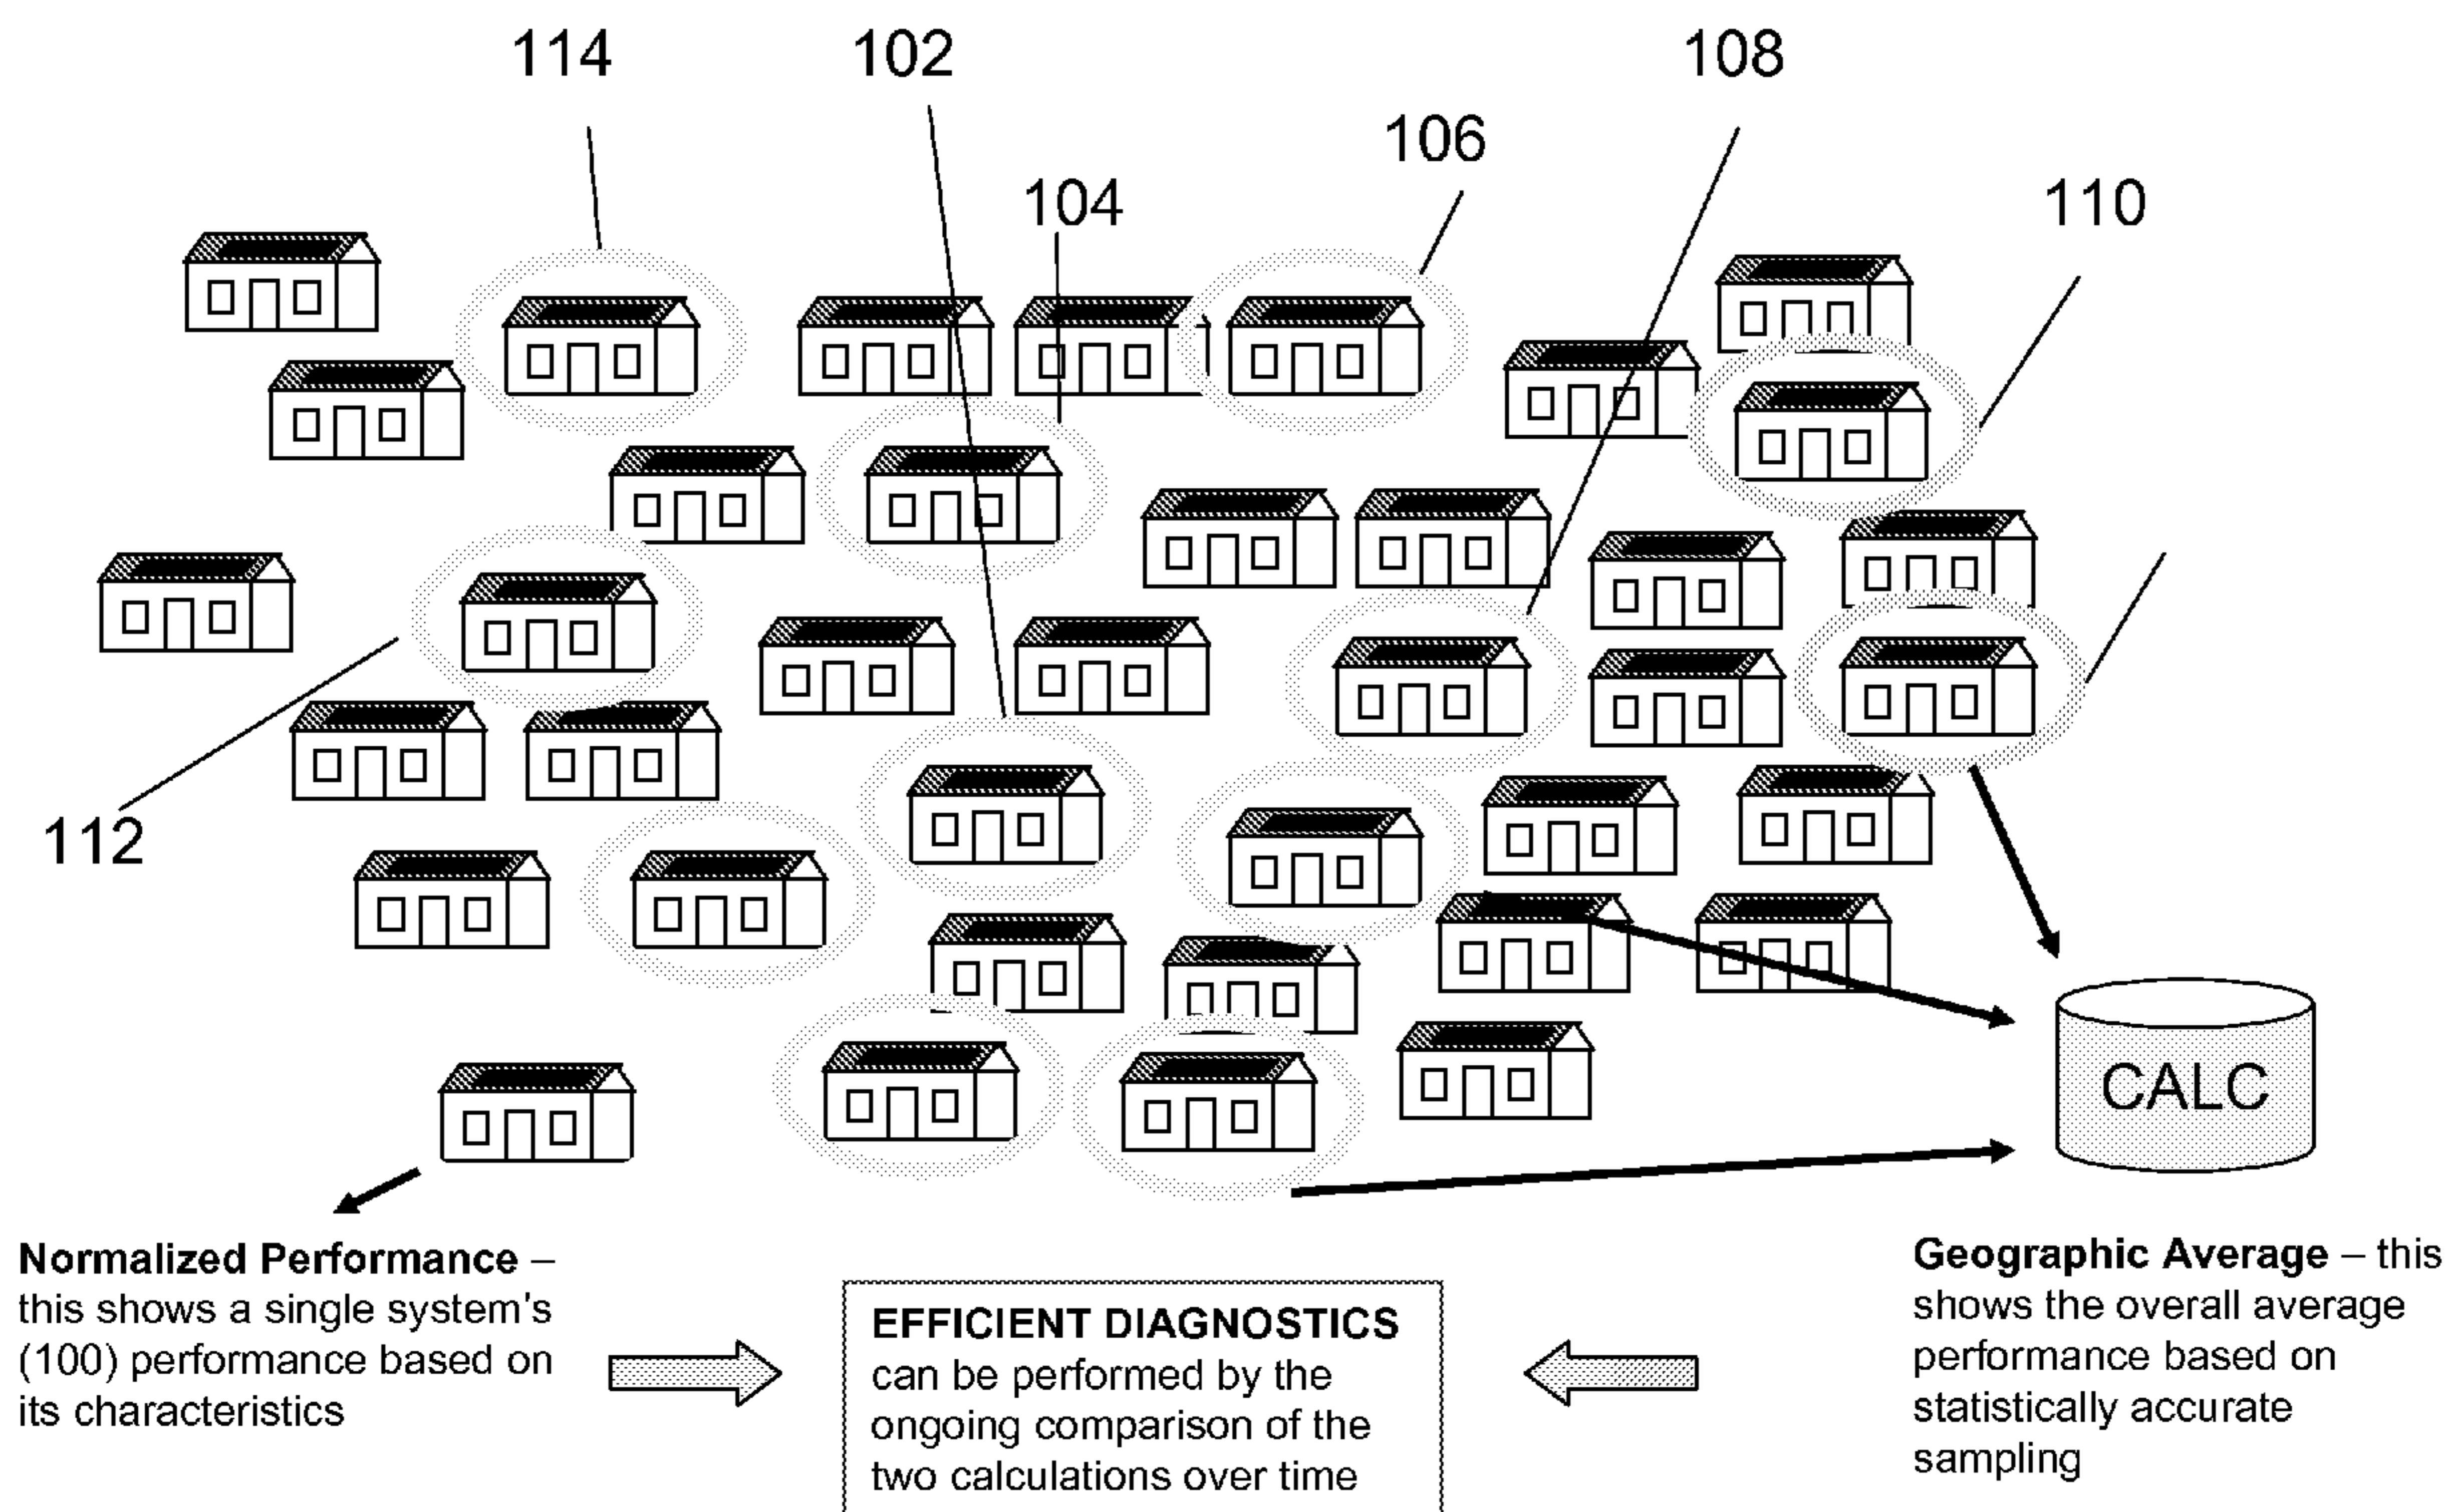 114
102
108
106
104
110
112
CALC
Normalized Performance –
this shows a single system's
(100) performance based on
its characteristics
EFFICIENT DIAGNOSTICS
can be performed by the
ongoing comparison of the
two calculations over time
Geographic Average – this
shows the overall average
performance based on
statistically accurate
sampling